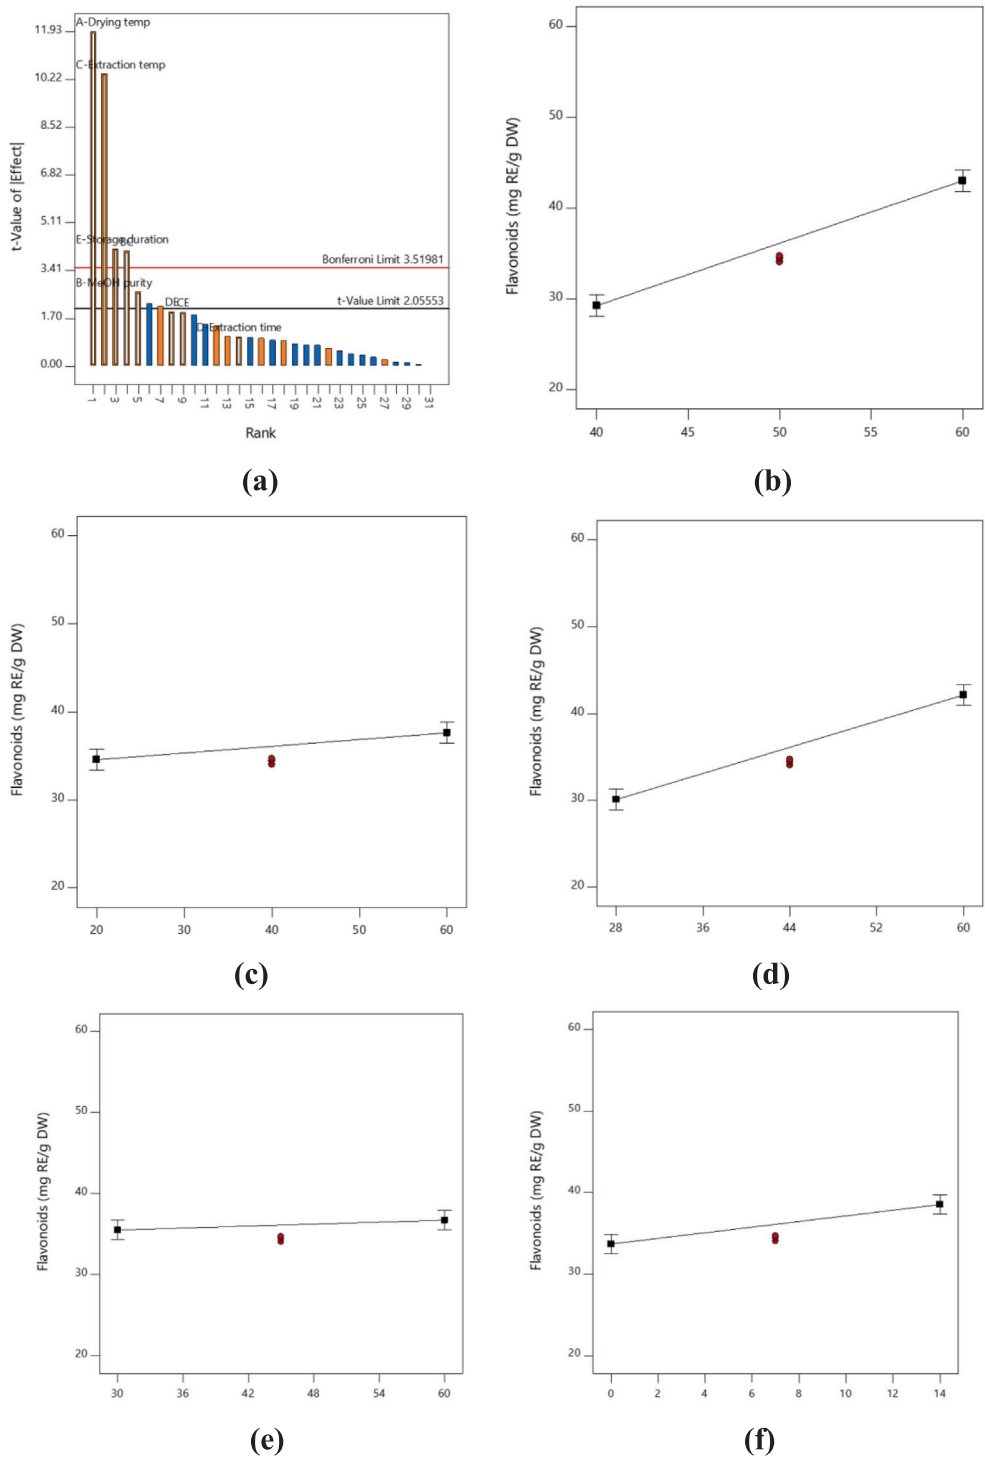 A-Drying temp
11.93
C-Extraction temp
10.22
8.52
6.82
5.11
E-Storage duration
BC
Bonferroni Limit 3.51981
3.41
B-MeOH purity
t-Value Limit 2.05553
DE CE
1.70
D-Extraction time
0.00
t-Value of |Effect|
1 3 5 7 9 11 13 15 17 19 21 23 25 27 29 31
Rank
(a)
60
50
40
30
20
Flavonoids (mg RE/g DW)
40 45 50 55 60
(b)
60
50
40
30
20
Flavonoids (mg RE/g DW)
20 30 40 50 60
(c)
60
50
40
30
20
Flavonoids (mg RE/g DW)
28 36 44 52 60
(d)
60
50
40
30
20
Flavonoids (mg RE/g DW)
30 36 42 48 54 60
(e)
60
50
40
30
20
Flavonoids (mg RE/g DW)
0 2 4 6 8 10 12 14
(f)